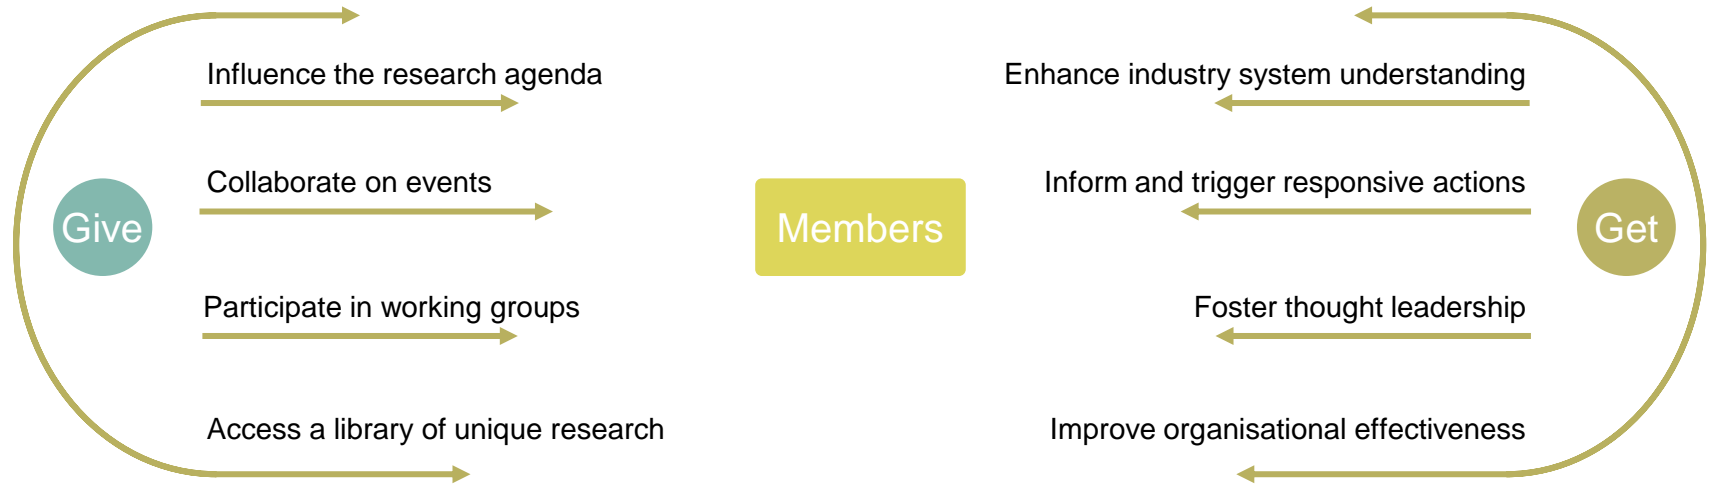 Influence the research agenda
Collaborate on events
Give
Participate in working groups
Access a library of unique research
Members
Enhance industry system understanding
Inform and trigger responsive actions
Get
Foster thought leadership
Improve organisational effectiveness